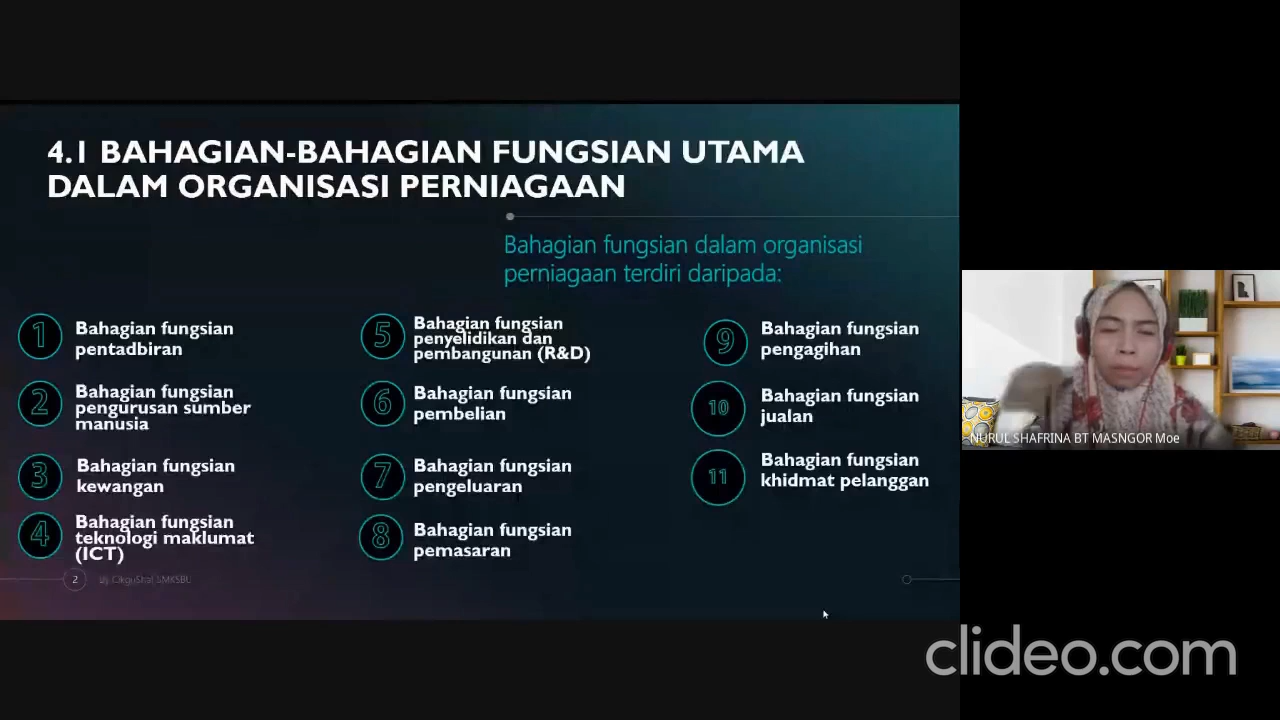 4.1 BAHAGIAN-BAHAGIAN FUNGSIAN UTAMA
DALAM ORGANISASI PERNIAGAAN
Bahagian fungsian dalam organisasi
perniagaan terdiri daripada:
1
Bahagian fungsian
pentadbiran
2
Bahagian fungsian
pengurusan sumber
manusia
3
Bahagian fungsian
kewangan
4
Bahagian fungsian
teknologi maklumat
(ICT)
5
Bahagian fungsian
penyelidikan dan
pembangunan (R&D)
6
Bahagian fungsian
pembelian
7
Bahagian fungsian
pengeluaran
8
Bahagian fungsian
pemasaran
9
Bahagian fungsian
pengagihan
10
Bahagian fungsian
jualan
11
Bahagian fungsian
khidmat pelanggan
2
CikguShaf SMKSBU
NURUL SHAFRINA BT MASNGOR Moe
clideo.com